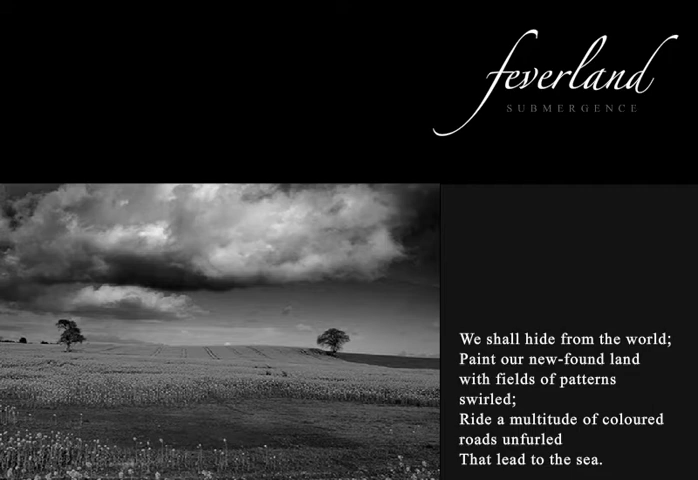 feverland
SUBMERGENCE
We shall hide from the world;
Paint our new-found land
with fields of patterns
swirled;
Ride a multitude of coloured
roads unfurled
That lead to the sea.